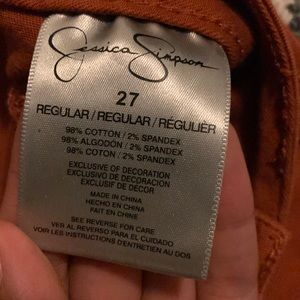 Jessica Simpson
27
REGULAR / REGULAR / RÉGULIER
98% COTTON / 2% SPANDEX
98% ALGODÓN / 2% SPANDEX
98% COTON / 2% SPANDEX
EXCLUSIVE OF DECORATION
EXCLUSIVO DE DECORACIÓN
EXCLUSIF DE DÉCOR
MADE IN CHINA
HECHO EN CHINA
FAIT EN CHINE
SEE REVERSE FOR CARE
VER AL REVERSO PARA EL CUIDADO
VOIR LES INSTRUCTIONS D'ENTRETIEN AU DOS